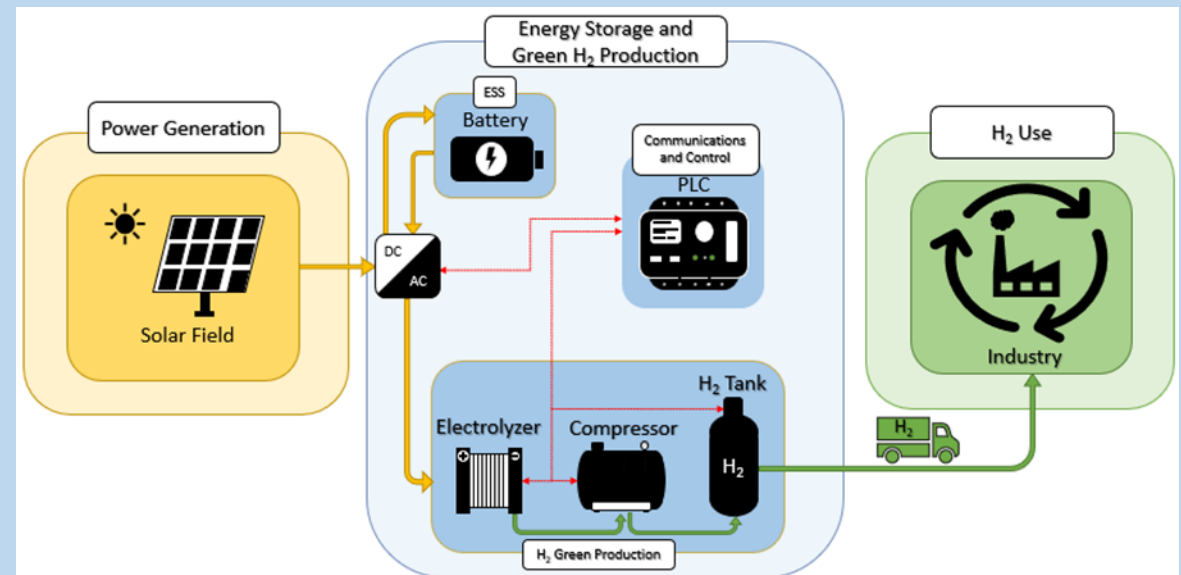 Energy Storage and
Green H₂ Production
Power Generation
Solar Field
ESS
Battery
DC
AC
Communications
and Control
PLC
H₂ Use
Industry
Electrolyzer
Compressor
H₂ Tank
H₂
H₂ Green Production
H₂